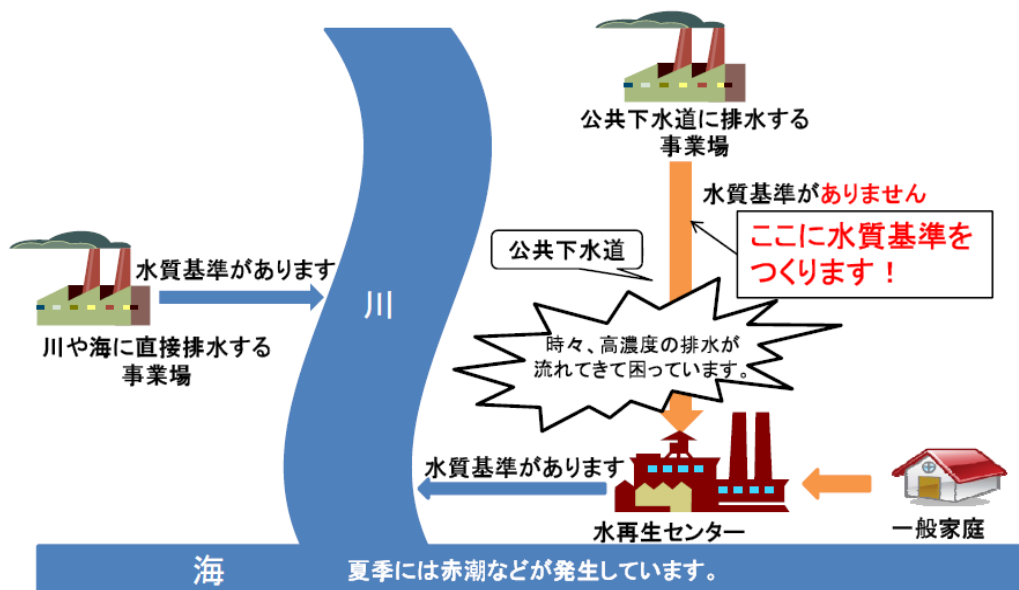 公共下水道に排水する
事業場
水質基準がありません
ここに水質基準を
つくります！
公共下水道
水質基準があります
川
川や海に直接排水する
事業場
時々、高濃度の排水が
流れてきて困っています。
水質基準があります
水再生センター
一般家庭
海
夏季には赤潮などが発生しています。